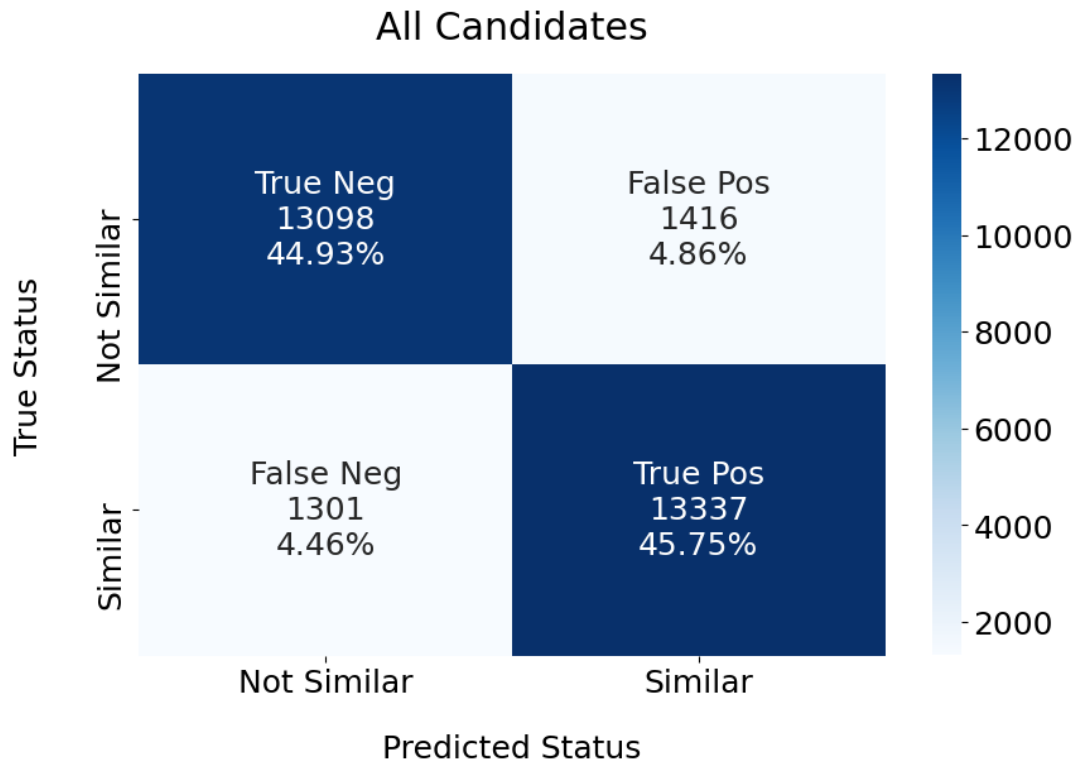 All Candidates
True Neg
13098
44.93%
False Pos
1416
4.86%
False Neg
1301
4.46%
True Pos
13337
45.75%
True Status
Not Similar
Similar
Not Similar
Similar
Predicted Status
12000
10000
8000
6000
4000
2000